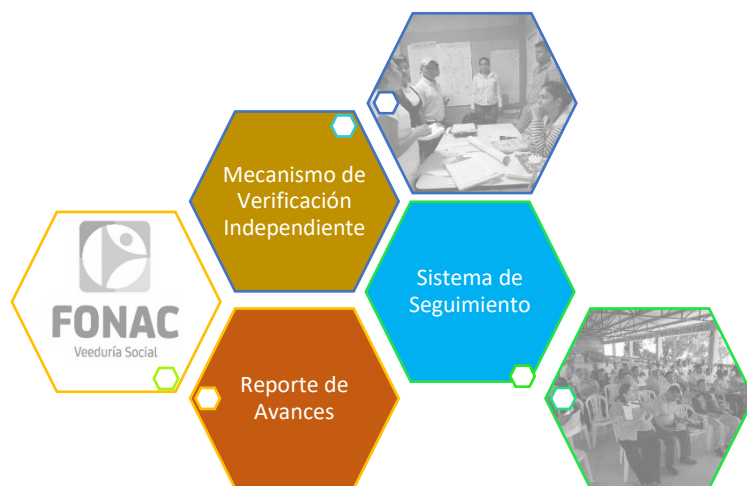 Mecanismo de
Verificación
Independiente
Sistema de
Seguimiento
FONAC
Veeduría Social
Reporte de
Avances